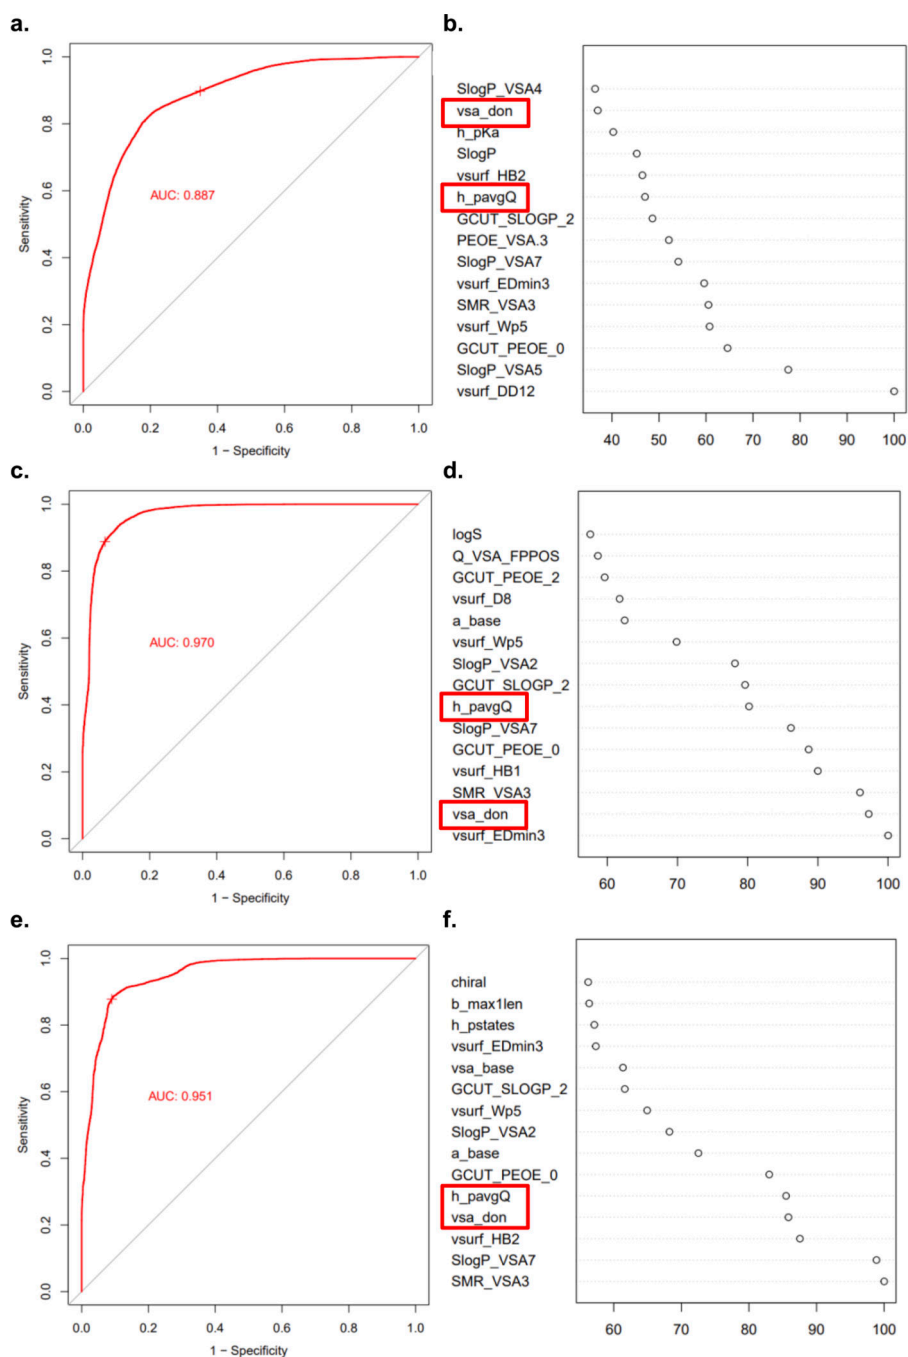 a.
1.0
0.8
0.6
0.4
0.2
0.0
Sensitivity
AUC: 0.887
0.0 0.2 0.4 0.6 0.8 1.0
1 − Specificity
b.
SlogP_VSA4
vsa_don
h_pKa
SlogP
vsurf_HB2
h_pavgQ
GCUT_SLOGP_2
PEOE_VSA.3
SlogP_VSA7
vsurf_EDmin3
SMR_VSA3
vsurf_Wp5
GCUT_PEOE_0
SlogP_VSA5
vsurf_DD12
40 50 60 70 80 90 100
c.
1.0
0.8
0.6
0.4
0.2
0.0
Sensitivity
AUC: 0.970
0.0 0.2 0.4 0.6 0.8 1.0
1 − Specificity
d.
logS
Q_VSA_FPPOS
GCUT_PEOE_2
vsurf_D8
a_base
vsurf_Wp5
SlogP_VSA2
GCUT_SLOGP_2
h_pavgQ
SlogP_VSA7
GCUT_PEOE_0
vsurf_HB1
SMR_VSA3
vsa_don
vsurf_EDmin3
60 70 80 90 100
e.
1.0
0.8
0.6
0.4
0.2
0.0
Sensitivity
AUC: 0.951
0.0 0.2 0.4 0.6 0.8 1.0
1 − Specificity
f.
chiral
b_max1len
h_pstates
vsurf_EDmin3
vsa_base
GCUT_SLOGP_2
vsurf_Wp5
SlogP_VSA2
a_base
GCUT_PEOE_0
h_pavgQ
vsa_don
vsurf_HB2
SlogP_VSA7
SMR_VSA3
60 70 80 90 100